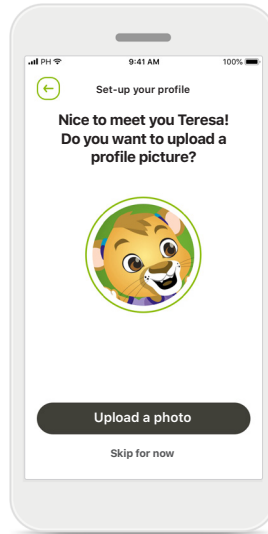 PH 9:41 AM 100%
Set-up your profile
Nice to meet you Teresa!
Do you want to upload a
profile picture?
Upload a photo
Skip for now